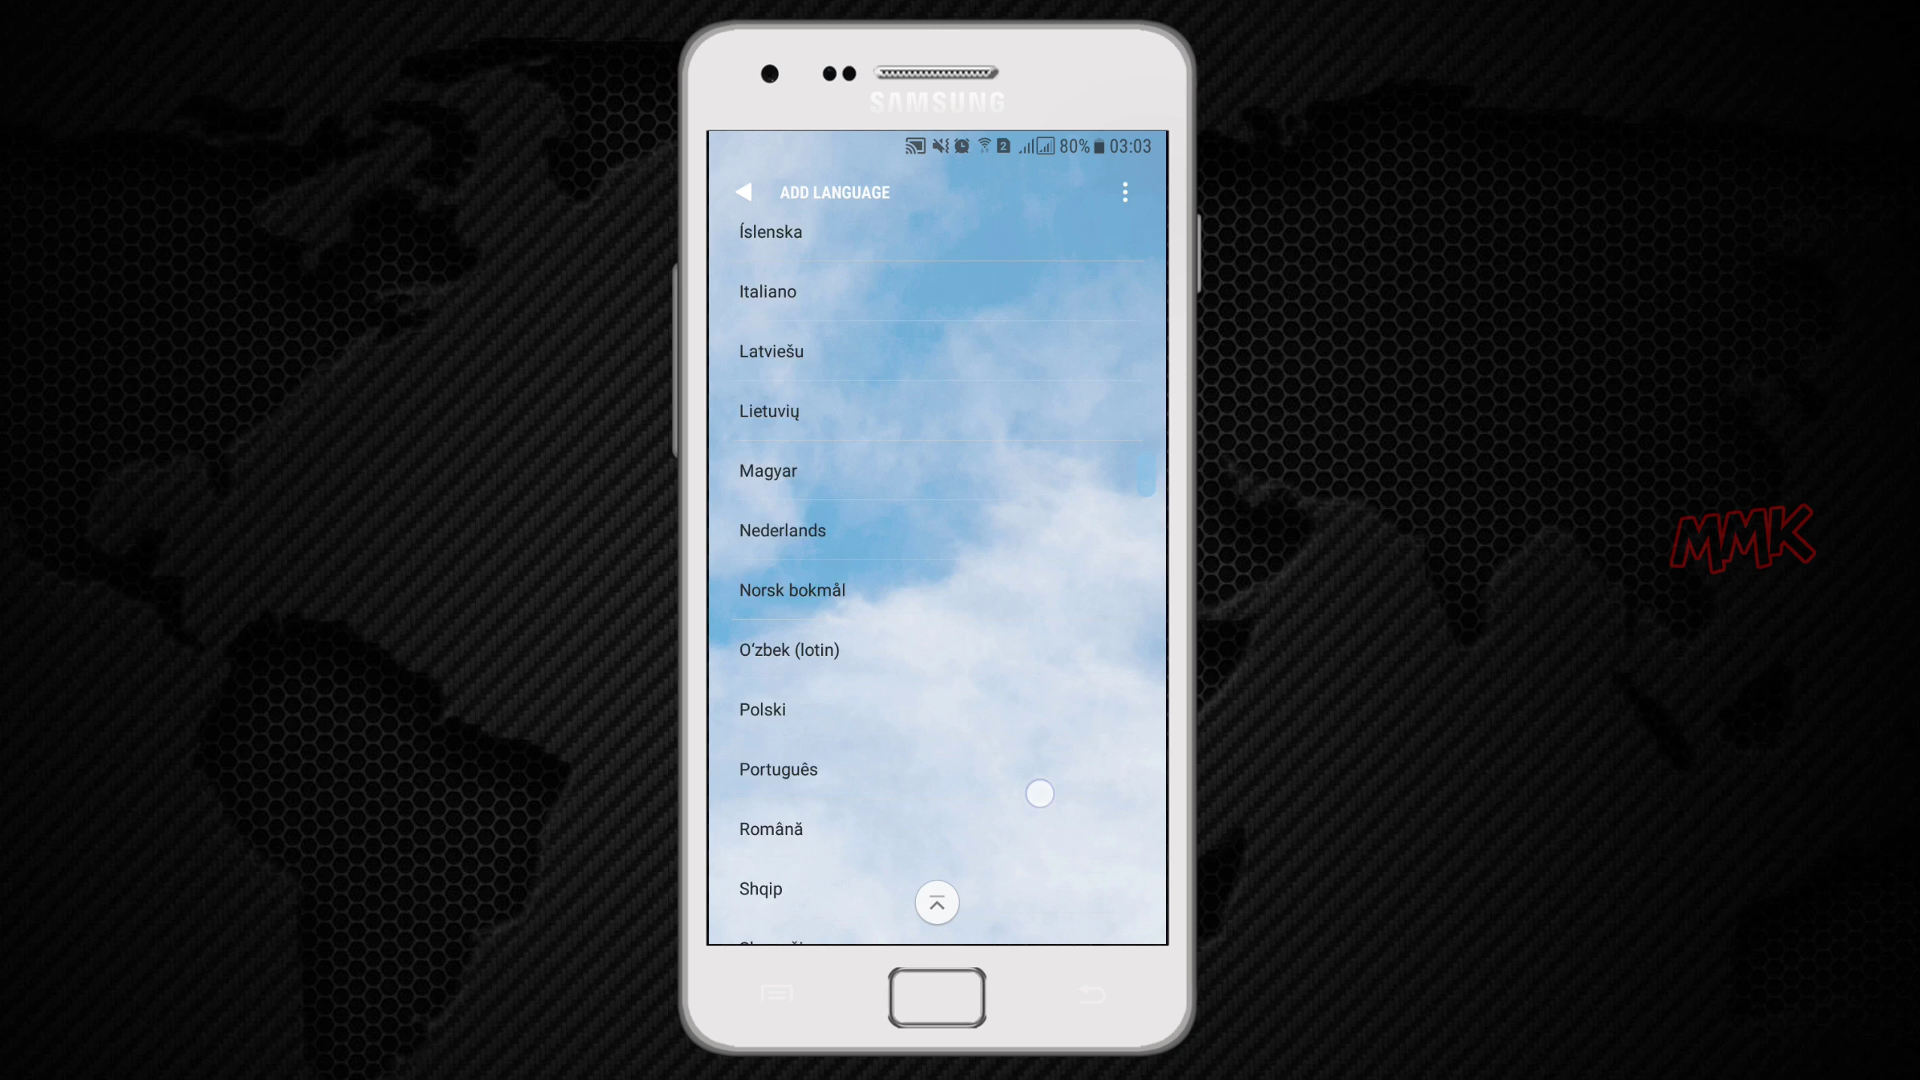 SAMSUNG
2 80% 03:03
ADD LANGUAGE
Íslenska
Italiano
Latviešu
Lietuvių
Magyar
Nederlands
Norsk bokmål
O‘zbek (lotin)
Polski
Português
Română
Shqip
MMK